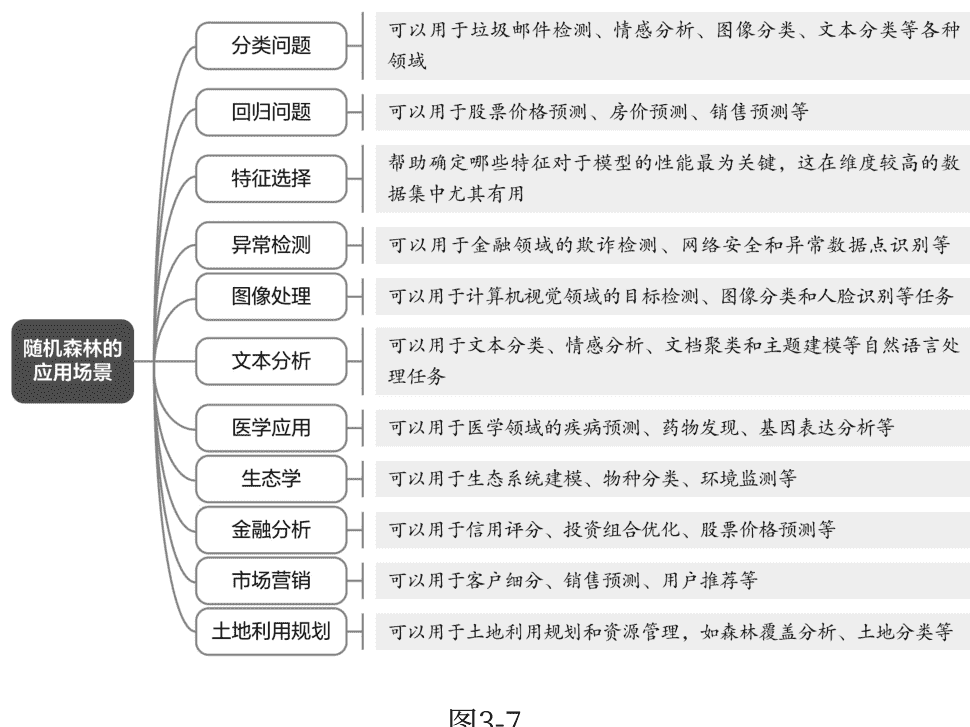 随机森林的
应用场景
分类问题
可以用于垃圾邮件检测、情感分析、图像分类、文本分类等各种
领域
回归问题
可以用于股票价格预测、房价预测、销售预测等
特征选择
帮助确定哪些特征对于模型的性能最为关键，这在维度较高的数
据集中尤其有用
异常检测
可以用于金融领域的欺诈检测、网络安全和异常数据点识别等
图像处理
可以用于计算机视觉领域的目标检测、图像分类和人脸识别等任务
文本分析
可以用于文本分类、情感分析、文档聚类和主题建模等自然语言处
理任务
医学应用
可以用于医学领域的疾病预测、药物发现、基因表达分析等
生态学
可以用于生态系统建模、物种分类、环境监测等
金融分析
可以用于信用评分、投资组合优化、股票价格预测等
市场营销
可以用于客户细分、销售预测、用户推荐等
土地利用规划
可以用于土地利用规划和资源管理，如森林覆盖分析、土地分类等
图3-7